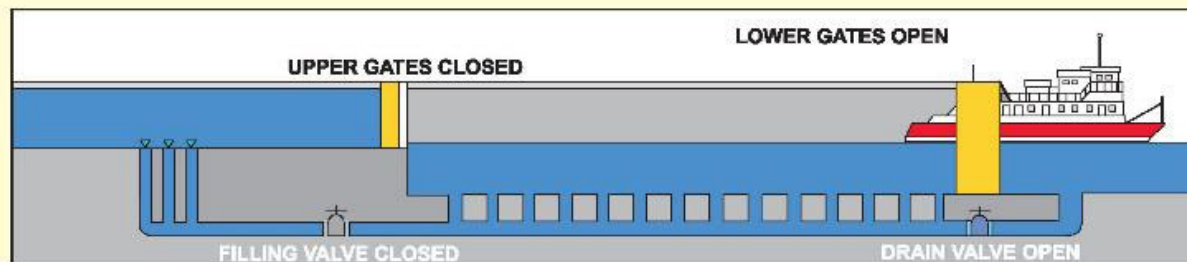 LOWER GATES OPEN
UPPER GATES CLOSED
FILLING VALVE CLOSED
DRAIN VALVE OPEN